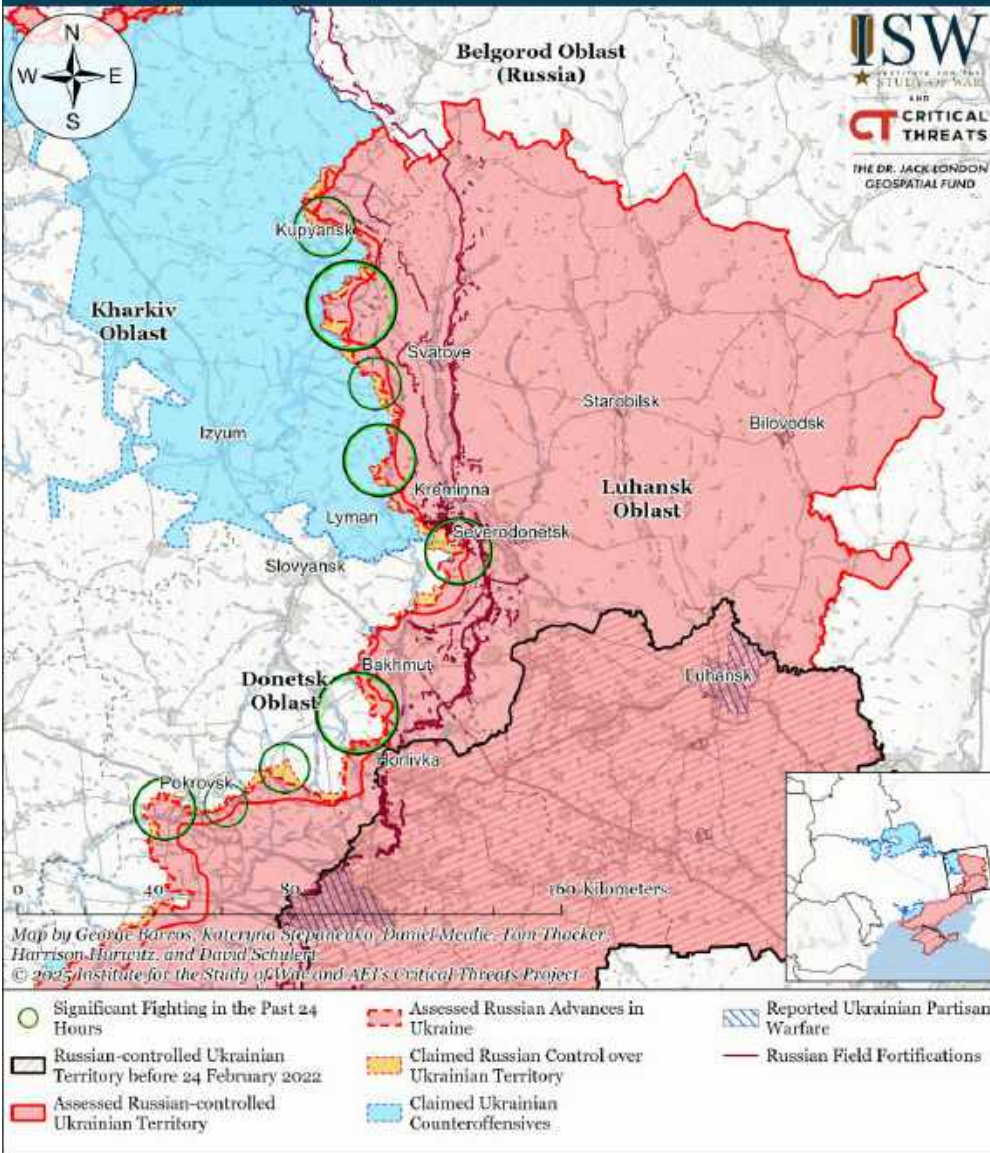 N
W
E
S
Belgorod Oblast
(Russia)
ISW
INSTITUTE FOR THE
STUDY OF WAR
AND
CT CRITICAL
THREATS
THE DR. JACK LONDON
GEOSPATIAL FUND
Kupyansk
Kharkiv
Oblast
Svatove
Starobilsk
Bilovodsk
Izyum
Kreminna
Luhansk
Oblast
Lyman
Severodonetsk
Slovyansk
Bakhmut
Donetsk
Oblast
Luhansk
Horlivka
Pokrovsk
0
40
80
160 Kilometers
Map by George Barros, Kateryna Stepanenko, Daniel Mealie, Tom Thacker,
Harrison Hurwitz, and David Schulert
© 2025 Institute for the Study of War and AEI's Critical Threats Project
Significant Fighting in the Past 24
Hours
Russian-controlled Ukrainian
Territory before 24 February 2022
Assessed Russian-controlled
Ukrainian Territory
Assessed Russian Advances in
Ukraine
Claimed Russian Control over
Ukrainian Territory
Claimed Ukrainian
Counteroffensives
Reported Ukrainian Partisan
Warfare
Russian Field Fortifications